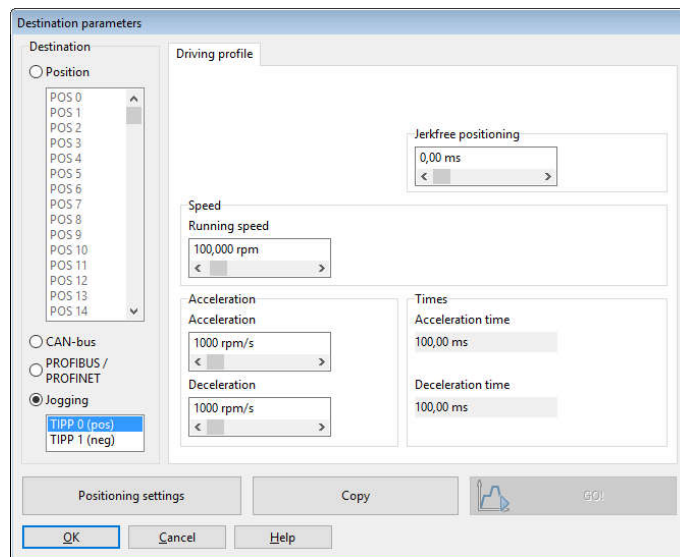 Destination parameters
Destination
Position
POS 0
POS 1
POS 2
POS 3
POS 4
POS 5
POS 6
POS 7
POS 8
POS 9
POS 10
POS 11
POS 12
POS 13
POS 14
CAN-bus
PROFIBUS /
PROFINET
Jogging
TIPP 0 (pos)
TIPP 1 (neg)
Driving profile
Jerkfree positioning
0,00 ms
Speed
Running speed
100,000 rpm
Acceleration
Acceleration
1000 rpm/s
Deceleration
1000 rpm/s
Times
Acceleration time
100,00 ms
Deceleration time
100,00 ms
Positioning settings
Copy
GO!
OK
Cancel
Help